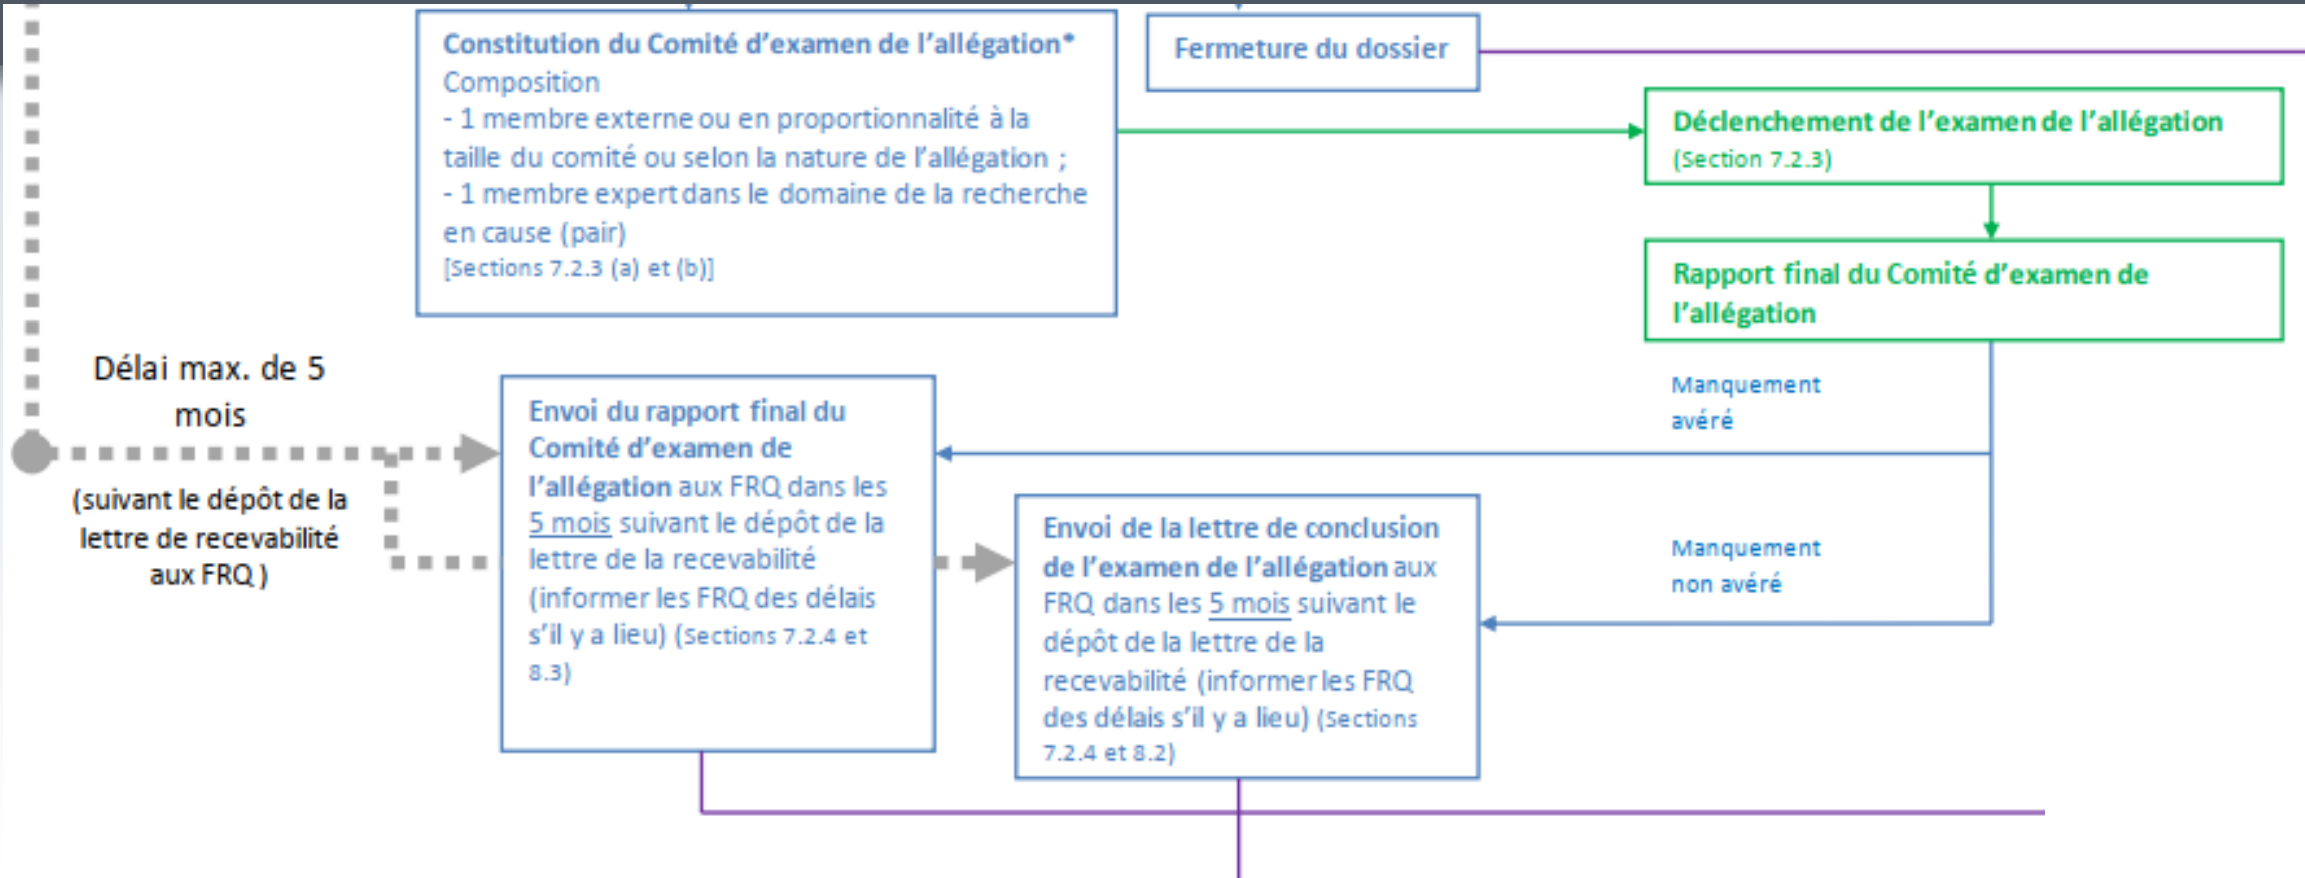 Constitution du Comité d’examen de l’allégation*
Composition
- 1 membre externe ou en proportionnalité à la
taille du comité ou selon la nature de l’allégation ;
- 1 membre expert dans le domaine de la recherche
en cause (pair)
[Sections 7.2.3 (a) et (b)]
Fermeture du dossier
Déclenchement de l’examen de l’allégation
(Section 7.2.3)
Rapport final du Comité d’examen de
l’allégation
Délai max. de 5
mois
(suivant le dépôt de la
lettre de recevabilité
aux FRQ )
Envoi du rapport final du
Comité d’examen de
l’allégation aux FRQ dans les
5 mois suivant le dépôt de la
lettre de la recevabilité
(informer les FRQ des délais
s’il y a lieu) (Sections 7.2.4 et
8.3)
Manquement
avéré
Envoi de la lettre de conclusion
de l’examen de l’allégation aux
FRQ dans les 5 mois suivant le
dépôt de la lettre de la
recevabilité (informer les FRQ
des délais s’il y a lieu) (Sections
7.2.4 et 8.2)
Manquement
non avéré